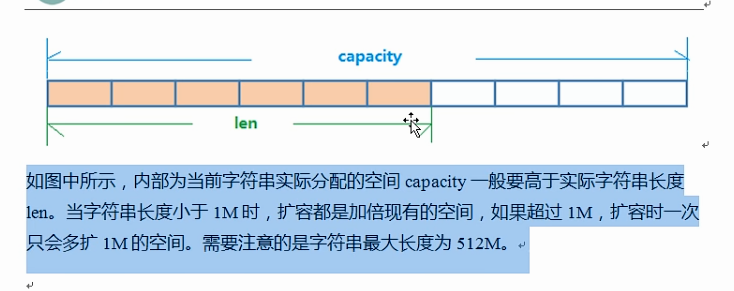 capacity
len
如图中所示，内部为当前字符串实际分配的空间 capacity 一般要高于实际字符串长度
len。当字符串长度小于 1M 时，扩容都是加倍现有的空间，如果超过 1M，扩容时一次
只会多扩 1M 的空间。需要注意的是字符串最大长度为 512M。